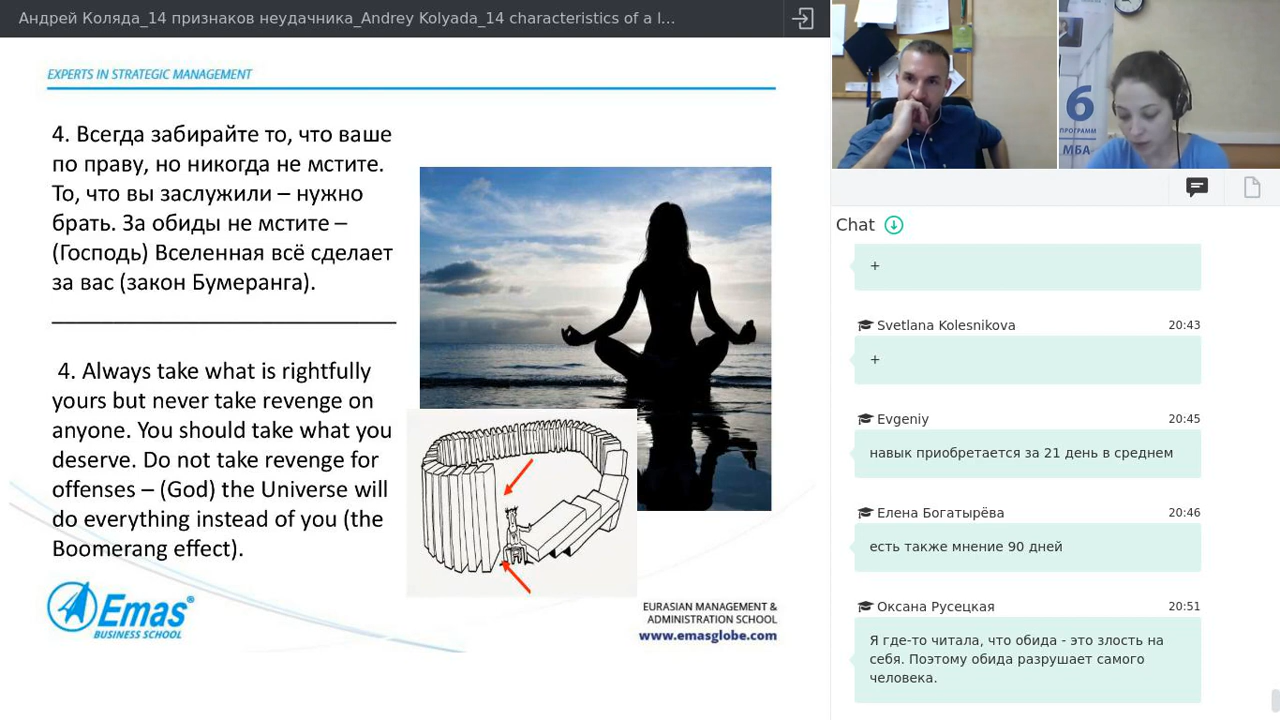 Андрей Коляда_14 признаков неудачника_Andrey Kolyada_14 characteristics of a l...
EXPERTS IN STRATEGIC MANAGEMENT
4. Всегда забирайте то, что ваше
по праву, но никогда не мстите.
То, что вы заслужили – нужно
брать. За обиды не мстите –
(Господь) Вселенная всё сделает
за вас (закон Бумеранга).
4. Always take what is rightfully
yours but never take revenge on
anyone. You should take what you
deserve. Do not take revenge for
offenses – (God) the Universe will
do everything instead of you (the
Boomerang effect).
Emas
BUSINESS SCHOOL
EURASIAN MANAGEMENT &
ADMINISTRATION SCHOOL
www.emasglobe.com
6
ПРОГРАММ
МБА
Chat
+
Svetlana Kolesnikova 20:43
+
Evgeniy 20:45
навык приобретается за 21 день в среднем
Елена Богатырёва 20:46
есть также мнение 90 дней
Оксана Русецкая 20:51
Я где-то читала, что обида - это злость на
себя. Поэтому обида разрушает самого
человека.